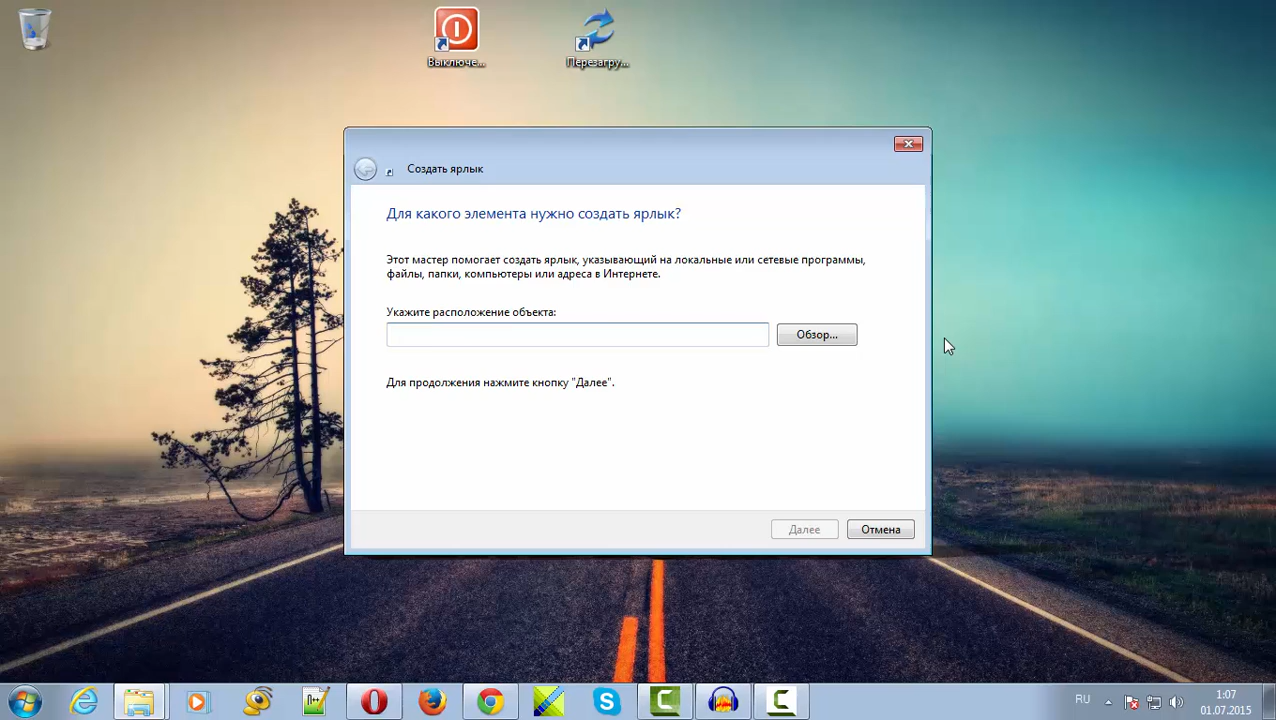 Выключе...
Перезагру...
Создать ярлык
Для какого элемента нужно создать ярлык?
Этот мастер помогает создать ярлык, указывающий на локальные или сетевые программы,
файлы, папки, компьютеры или адреса в Интернете.
Укажите расположение объекта:
Обзор...
Для продолжения нажмите кнопку "Далее".
Далее
Отмена
RU
1:07
01.07.2015